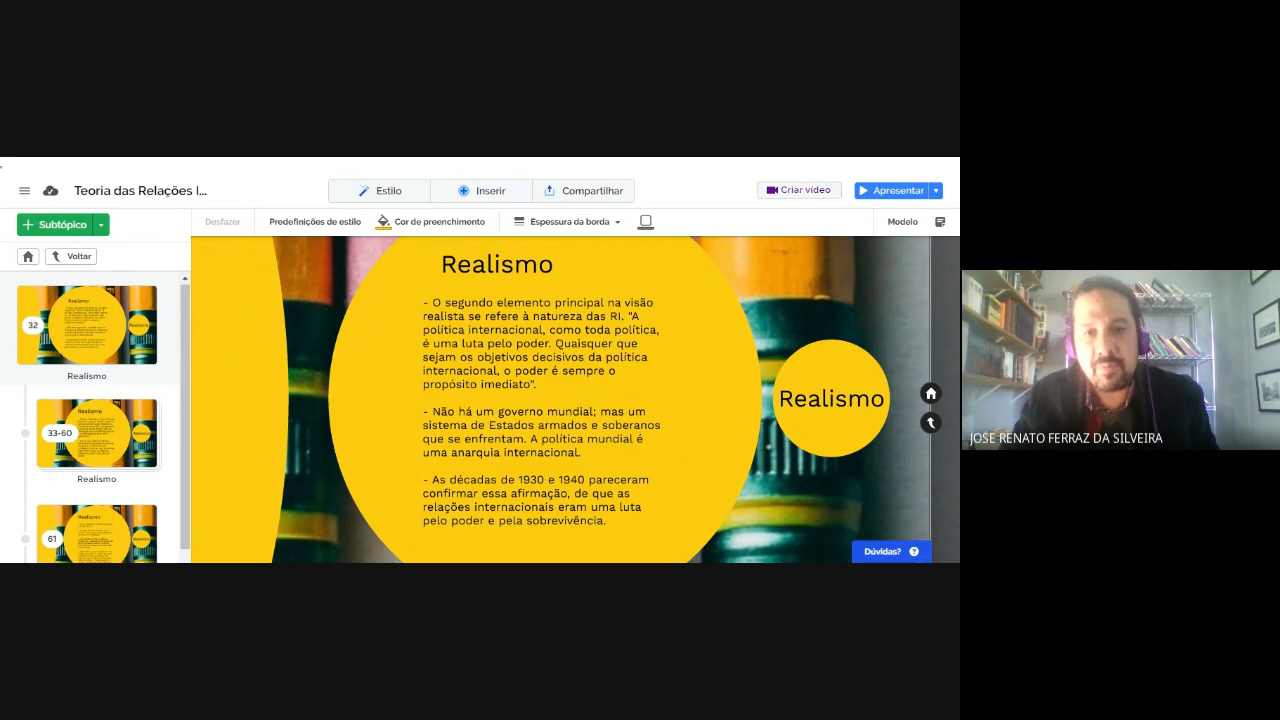 Teoria das Relações I...
Estilo
Inserir
Compartilhar
Criar vídeo
Apresentar
Subtópico
Desfazer
Predefinições de estilo
Cor de preenchimento
Espessura da borda
Modelo
Voltar
32
Realismo
Realismo
Realismo
33-60
Realismo
Realismo
61
Realismo
Realismo
- O segundo elemento principal na visão
realista se refere à natureza das RI. "A
política internacional, como toda política,
é uma luta pelo poder. Quaisquer que
sejam os objetivos decisivos da política
internacional, o poder é sempre o
propósito imediato".
- Não há um governo mundial; mas um
sistema de Estados armados e soberanos
que se enfrentam. A política mundial é
uma anarquia internacional.
- As décadas de 1930 e 1940 pareceram
confirmar essa afirmação, de que as
relações internacionais eram uma luta
pelo poder e pela sobrevivência.
Realismo
Dúvidas?
JOSE RENATO FERRAZ DA SILVEIRA